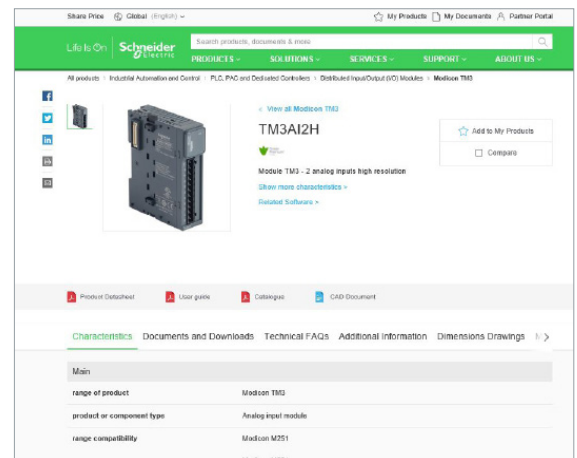 Share Price Global (English) My Products My Documents Partner Portal
Life Is On Schneider Electric
Search products, documents & more
PRODUCTS SOLUTIONS SERVICES SUPPORT ABOUT US
All products > Industrial Automation and Control > PLC, PAC and Dedicated Controllers > Distributed Input/Output (I/O) Modules > Modicon TM3
< View all Modicon TM3
TM3AI2H
Add to My Products
Compare
Module TM3 - 2 analog inputs high resolution
Show more characteristics >
Related Software >
Product Datasheet User guide Catalogue CAD Document
Characteristics Documents and Downloads Technical FAQs Additional Information Dimensions Drawings
Main
range of product Modicon TM3
product or component type Analog input module
range compatibility Modicon M251